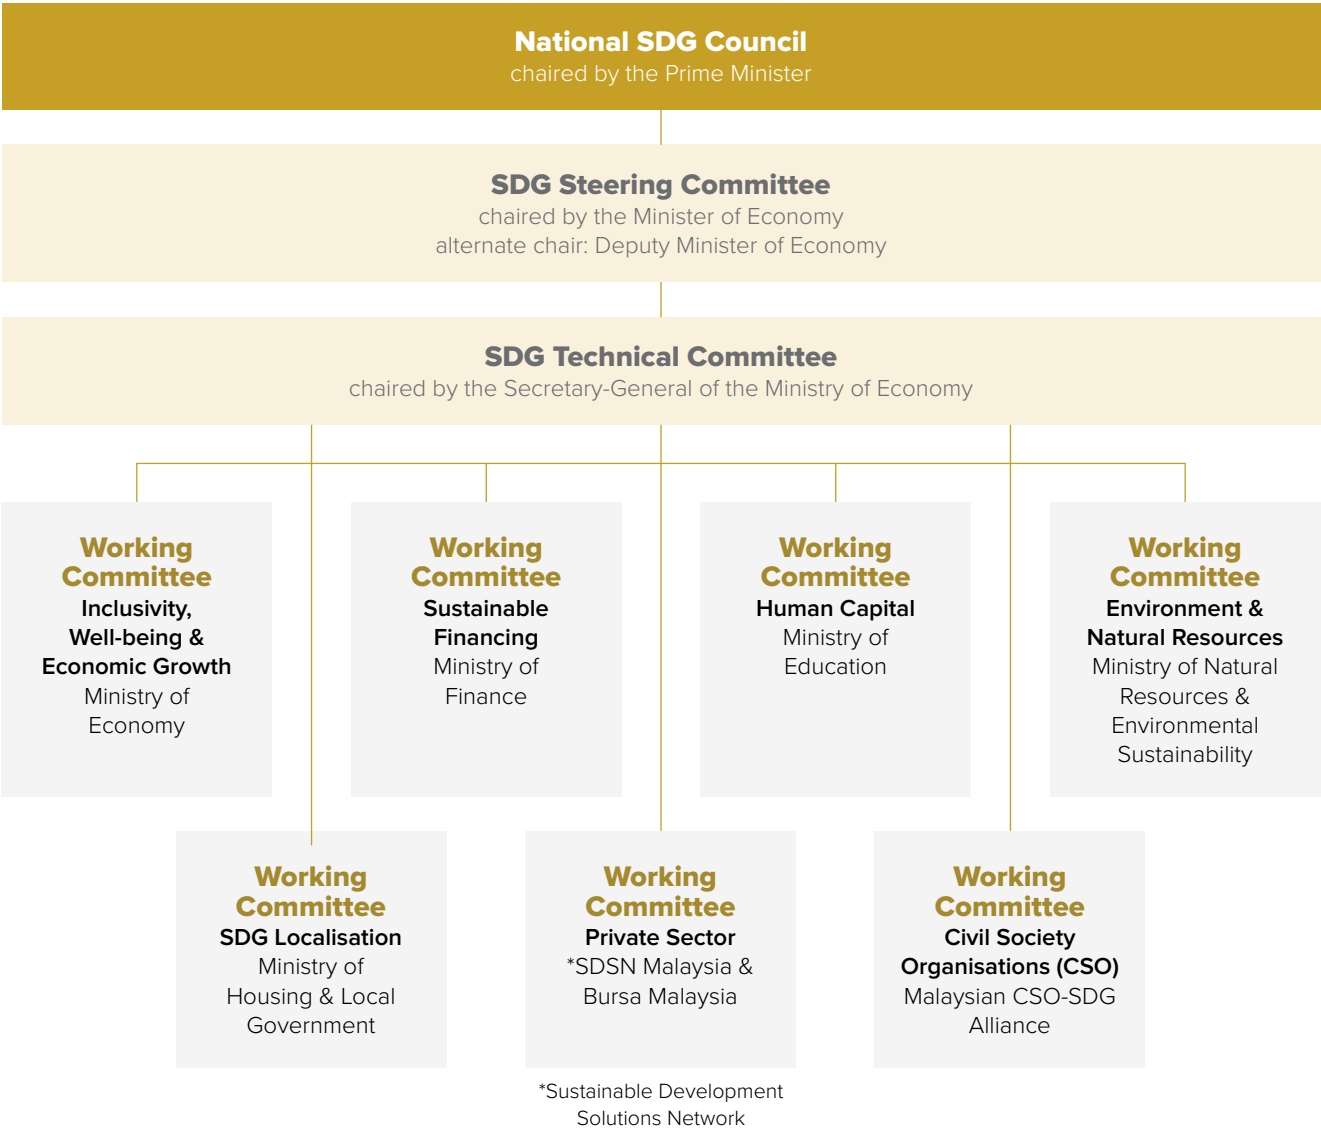 National SDG Council
chaired by the Prime Minister
SDG Steering Committee
chaired by the Minister of Economy
alternate chair: Deputy Minister of Economy
SDG Technical Committee
chaired by the Secretary-General of the Ministry of Economy
Working
Committee
Inclusivity,
Well-being &
Economic Growth
Ministry of
Economy
Working
Committee
Sustainable
Financing
Ministry of
Finance
Working
Committee
Human Capital
Ministry of
Education
Working
Committee
Environment &
Natural Resources
Ministry of Natural
Resources &
Environmental
Sustainability
Working
Committee
SDG Localisation
Ministry of
Housing & Local
Government
Working
Committee
Private Sector
*SDSN Malaysia &
Bursa Malaysia
Working
Committee
Civil Society
Organisations (CSO)
Malaysian CSO-SDG
Alliance
*Sustainable Development
Solutions Network